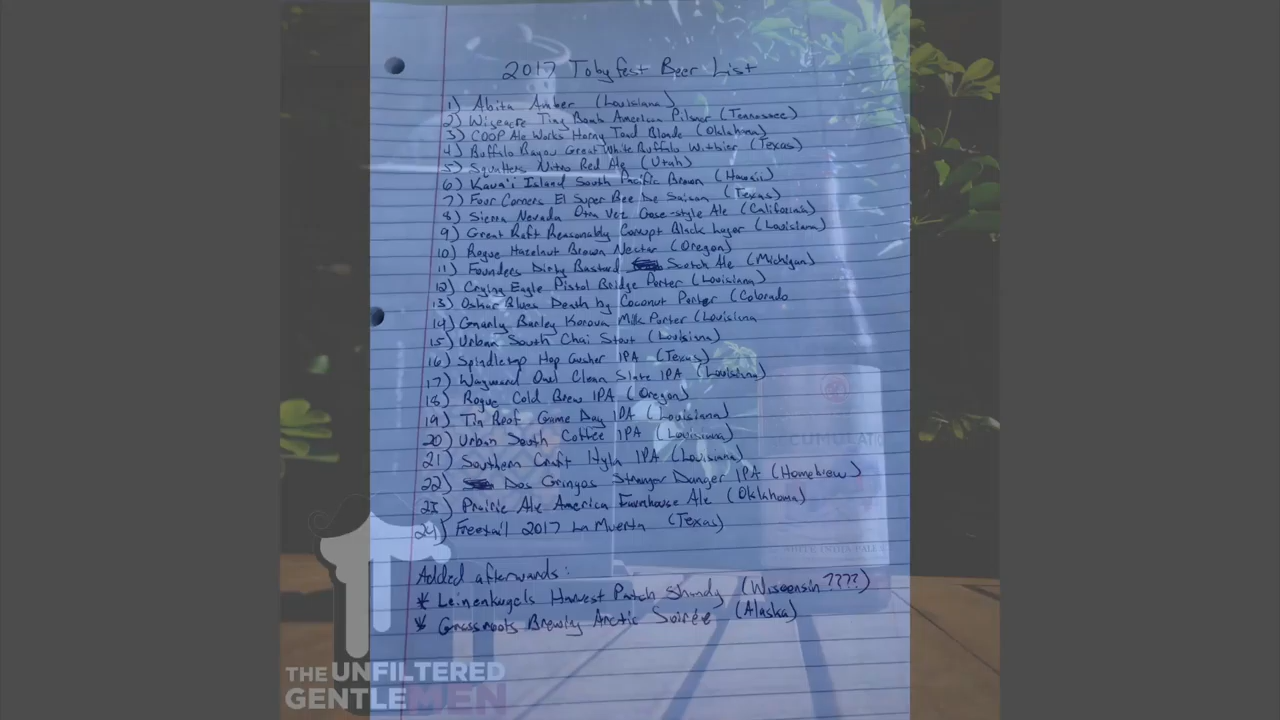 2017 Tobyfest Beer List
1) Abita Amber (Louisiana)
2) Wiseacre Tiny Bomb American Pilsner (Tennessee)
3) COOP Ale Works Horny Toad Blonde (Oklahoma)
4) Buffalo Bayou Great White Buffalo Witbier (Texas)
5) Squatters Nitro Red Ale (Utah)
6) Kaua'i Island South Pacific Brown (Hawaii)
7) Four Corners El Super Bee De Saison (Texas)
8) Sierra Nevada Otra Vez Gose-style Ale (California)
9) Great Raft Reasonably Corrupt Black Lager (Louisiana)
10) Rogue Hazelnut Brown Nectar (Oregon)
11) Founders Dirty Bastard Scotch Ale (Michigan)
12) Crying Eagle Pistol Bridge Porter (Louisiana)
13) Oskar Blues Death by Coconut Porter (Colorado
14) Gnarly Barley Korova Milk Porter (Louisiana
15) Urban South Chai Stout (Louisiana)
16) Spindletap Hop Gusher IPA (Texas)
17) Wayward Owl Clean Slate IPA (Louisiana)
18) Rogue Cold Brew IPA (Oregon)
19) Tin Roof Game Day IPA (Louisiana)
20) Urban South Coffee IPA (Louisiana)
21) Southern Craft Hyla IPA (Louisiana)
22) Dos Gringos Stranger Danger IPA (Homebrew)
23) Prairie Ale America Farmhouse Ale (Oklahoma)
24) Freetail 2017 La Muerta (Texas)
Added afterwards:
* Leinenkugels Harvest Patch Shandy (Wisconsin ????)
* Grassroots Brewing Arctic Soirée (Alaska)
CUMULATI
WHITE INDIA PALE A
THE UNFILTERED
GENTLEMEN